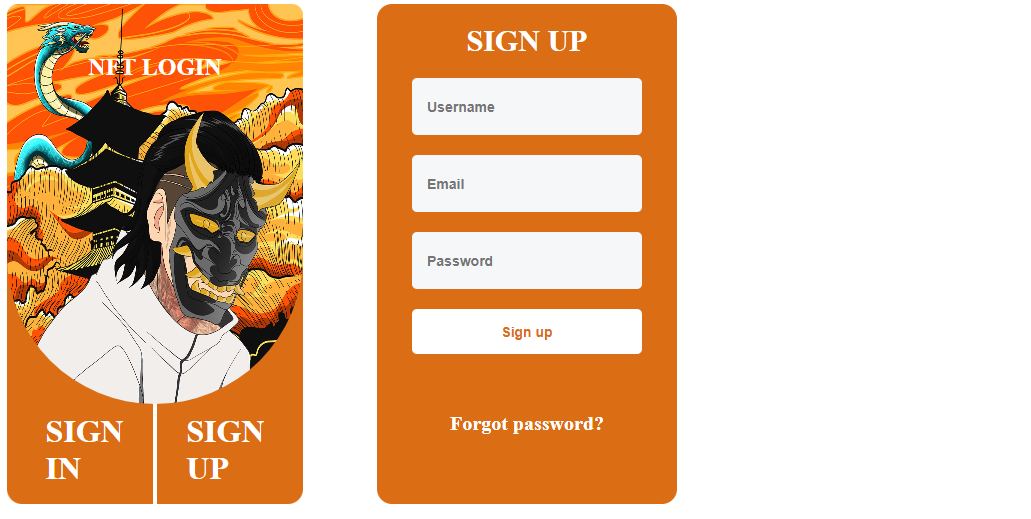 NFT LOGIN
SIGN
IN
SIGN
UP
SIGN UP
Username
Email
Password
Sign up
Forgot password?